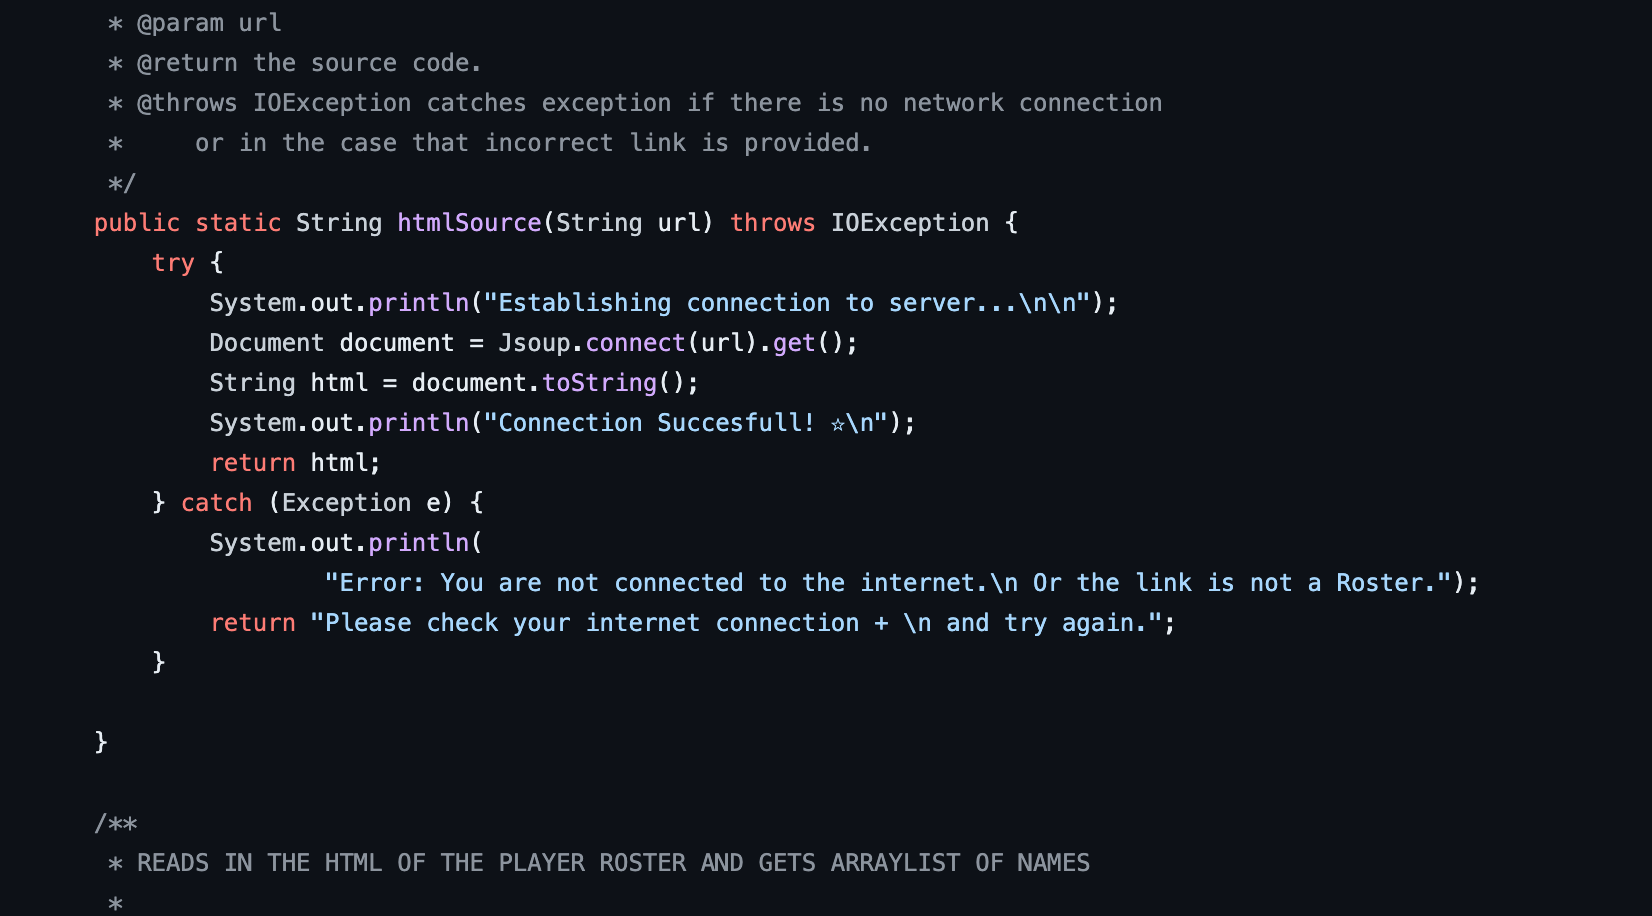 * @param url
* @return the source code.
* @throws IOException catches exception if there is no network connection
*     or in the case that incorrect link is provided.
*/
public static String htmlSource(String url) throws IOException {
    try {
        System.out.println("Establishing connection to server...\n\n");
        Document document = Jsoup.connect(url).get();
        String html = document.toString();
        System.out.println("Connection Succesfull! ☆\n");
        return html;
    } catch (Exception e) {
        System.out.println(
                "Error: You are not connected to the internet.\n Or the link is not a Roster.");
        return "Please check your internet connection + \n and try again.";
    }
}
/**
 * READS IN THE HTML OF THE PLAYER ROSTER AND GETS ARRAYLIST OF NAMES
 *